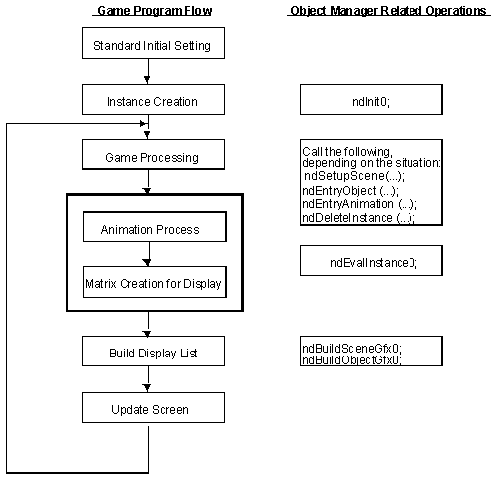 Game Program Flow
Object Manager Related Operations
Standard Initial Setting
Instance Creation
ndInit0;
Game Processing
Call the following,
depending on the situation:
ndSetupScene(...);
ndEntryObject (...);
ndEntryAnimation (...);
ndDeleteInstance (...);
Animation Process
Matrix Creation for Display
ndEvalInstance0;
Build Display List
ndBuildSceneGfx0;
ndBuildObjectGfx0;
Update Screen